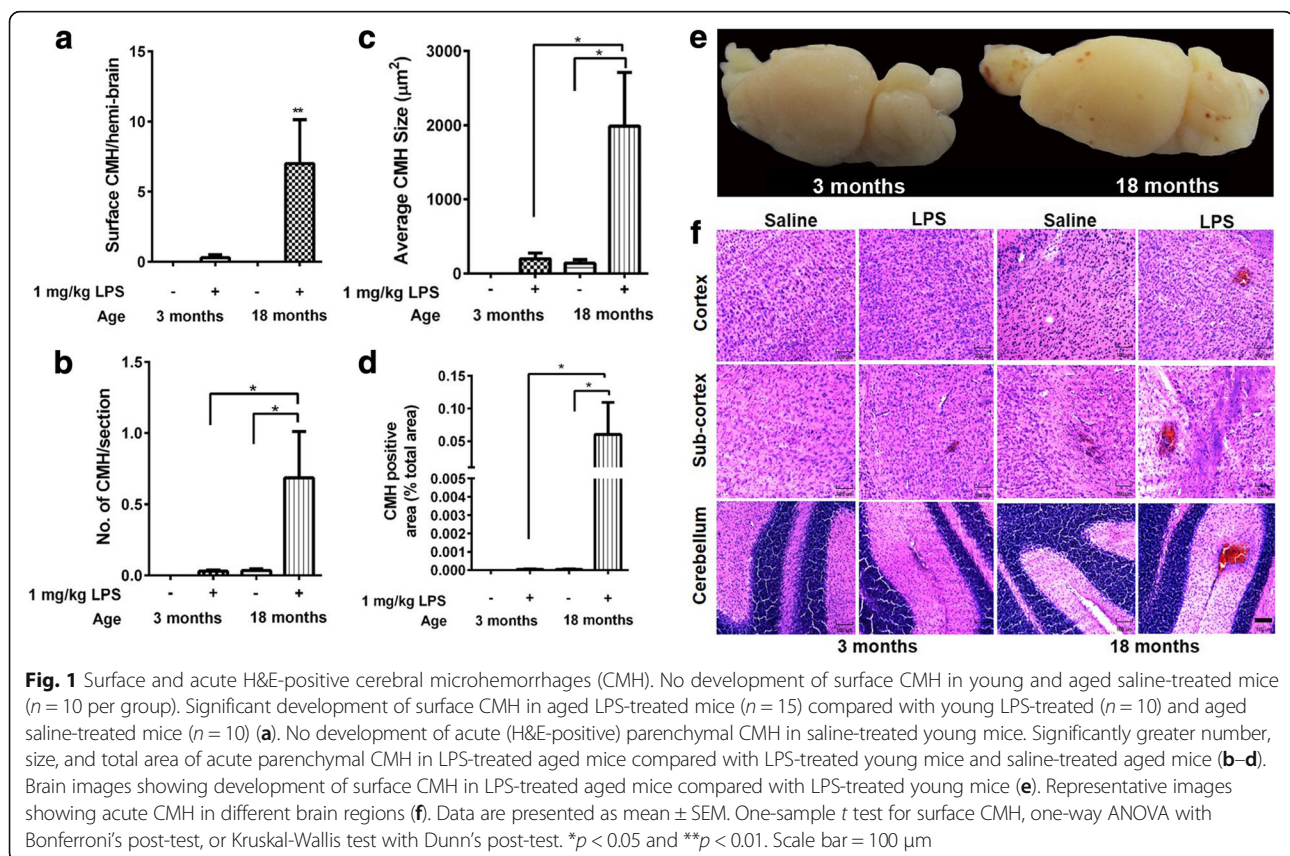 a
15
10
5
0
Surface CMH/hemi-brain
**
1 mg/kg LPS - + - +
Age 3 months 18 months
b
1.5
1.0
0.5
0.0
No. of CMH/section
*
*
1 mg/kg LPS - + - +
Age 3 months 18 months
c
3000
2000
1000
0
Average CMH Size (µm²)
*
*
1 mg/kg LPS - + - +
Age 3 months 18 months
d
0.15
0.10
0.05
0.005
0.004
0.003
0.002
0.001
0.000
CMH positive
area (% total area)
*
*
1 mg/kg LPS - + - +
Age 3 months 18 months
e
3 months 18 months
f
Saline LPS Saline LPS
Cortex
Sub-cortex
Cerebellum
3 months 18 months
Fig. 1 Surface and acute H&E-positive cerebral microhemorrhages (CMH). No development of surface CMH in young and aged saline-treated mice
(n = 10 per group). Significant development of surface CMH in aged LPS-treated mice (n = 15) compared with young LPS-treated (n = 10) and aged
saline-treated mice (n = 10) (a). No development of acute (H&E-positive) parenchymal CMH in saline-treated young mice. Significantly greater number,
size, and total area of acute parenchymal CMH in LPS-treated aged mice compared with LPS-treated young mice and saline-treated aged mice (b–d).
Brain images showing development of surface CMH in LPS-treated aged mice compared with LPS-treated young mice (e). Representative images
showing acute CMH in different brain regions (f). Data are presented as mean ± SEM. One-sample t test for surface CMH, one-way ANOVA with
Bonferroni's post-test, or Kruskal-Wallis test with Dunn's post-test. *p < 0.05 and **p < 0.01. Scale bar = 100 µm